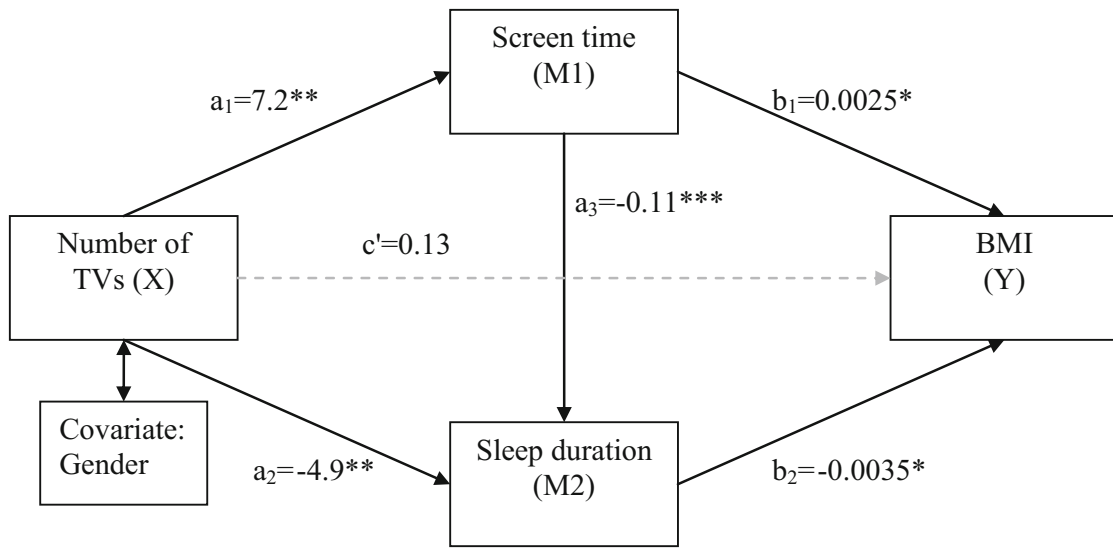 Screen time
(M1)
a₁=7.2**
b₁=0.0025*
a₃=-0.11***
Number of
TVs (X)
c'=0.13
BMI
(Y)
Covariate:
Gender
a₂=-4.9**
Sleep duration
(M2)
b₂=-0.0035*